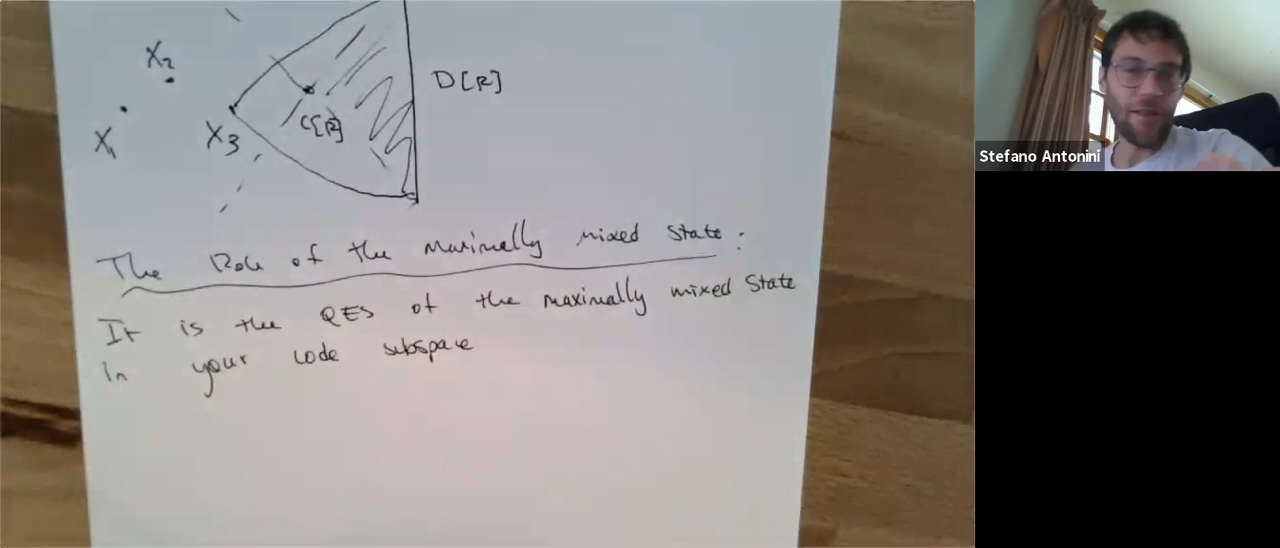 X₂
D[R]
X₁
X₃
C[R]
Stefano Antonini
The Role of the maximally mixed state:
It is the QES of the maximally mixed state
in your code subspace